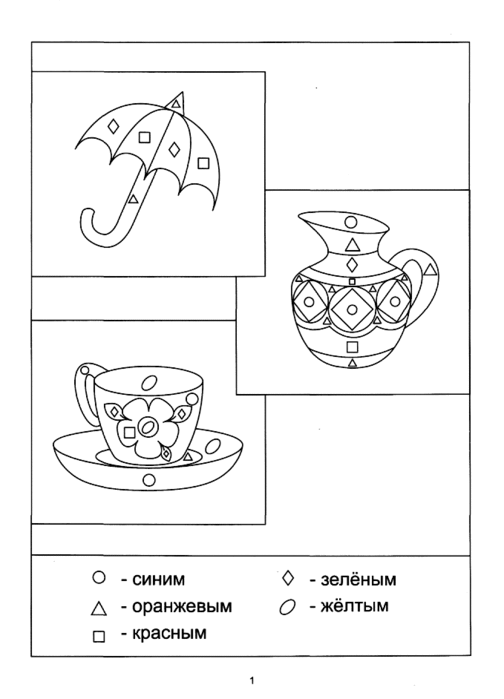 - синим
- зелёным
- оранжевым
- жёлтым
- красным
1